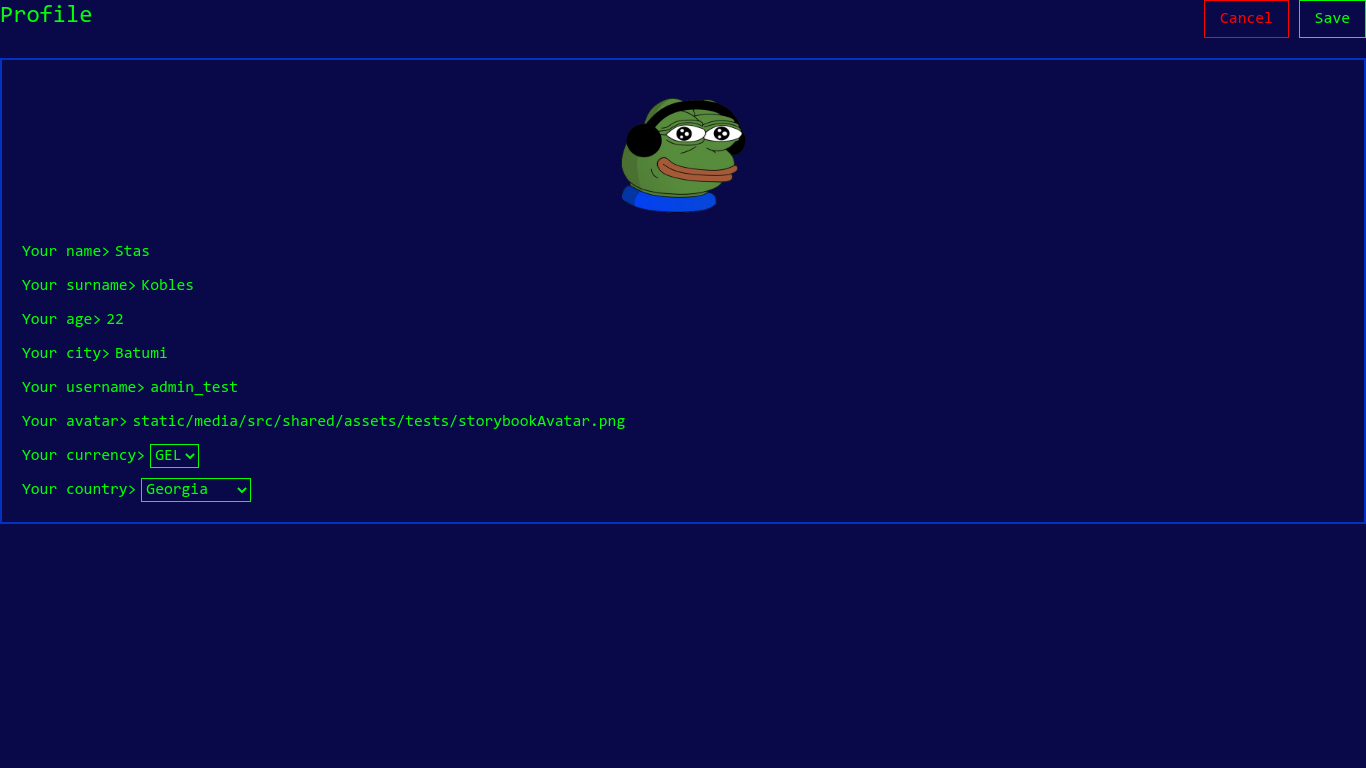 Profile
Cancel
Save
Your name> Stas
Your surname> Kobles
Your age> 22
Your city> Batumi
Your username> admin_test
Your avatar> static/media/src/shared/assets/tests/storybookAvatar.png
Your currency> GEL
Your country> Georgia